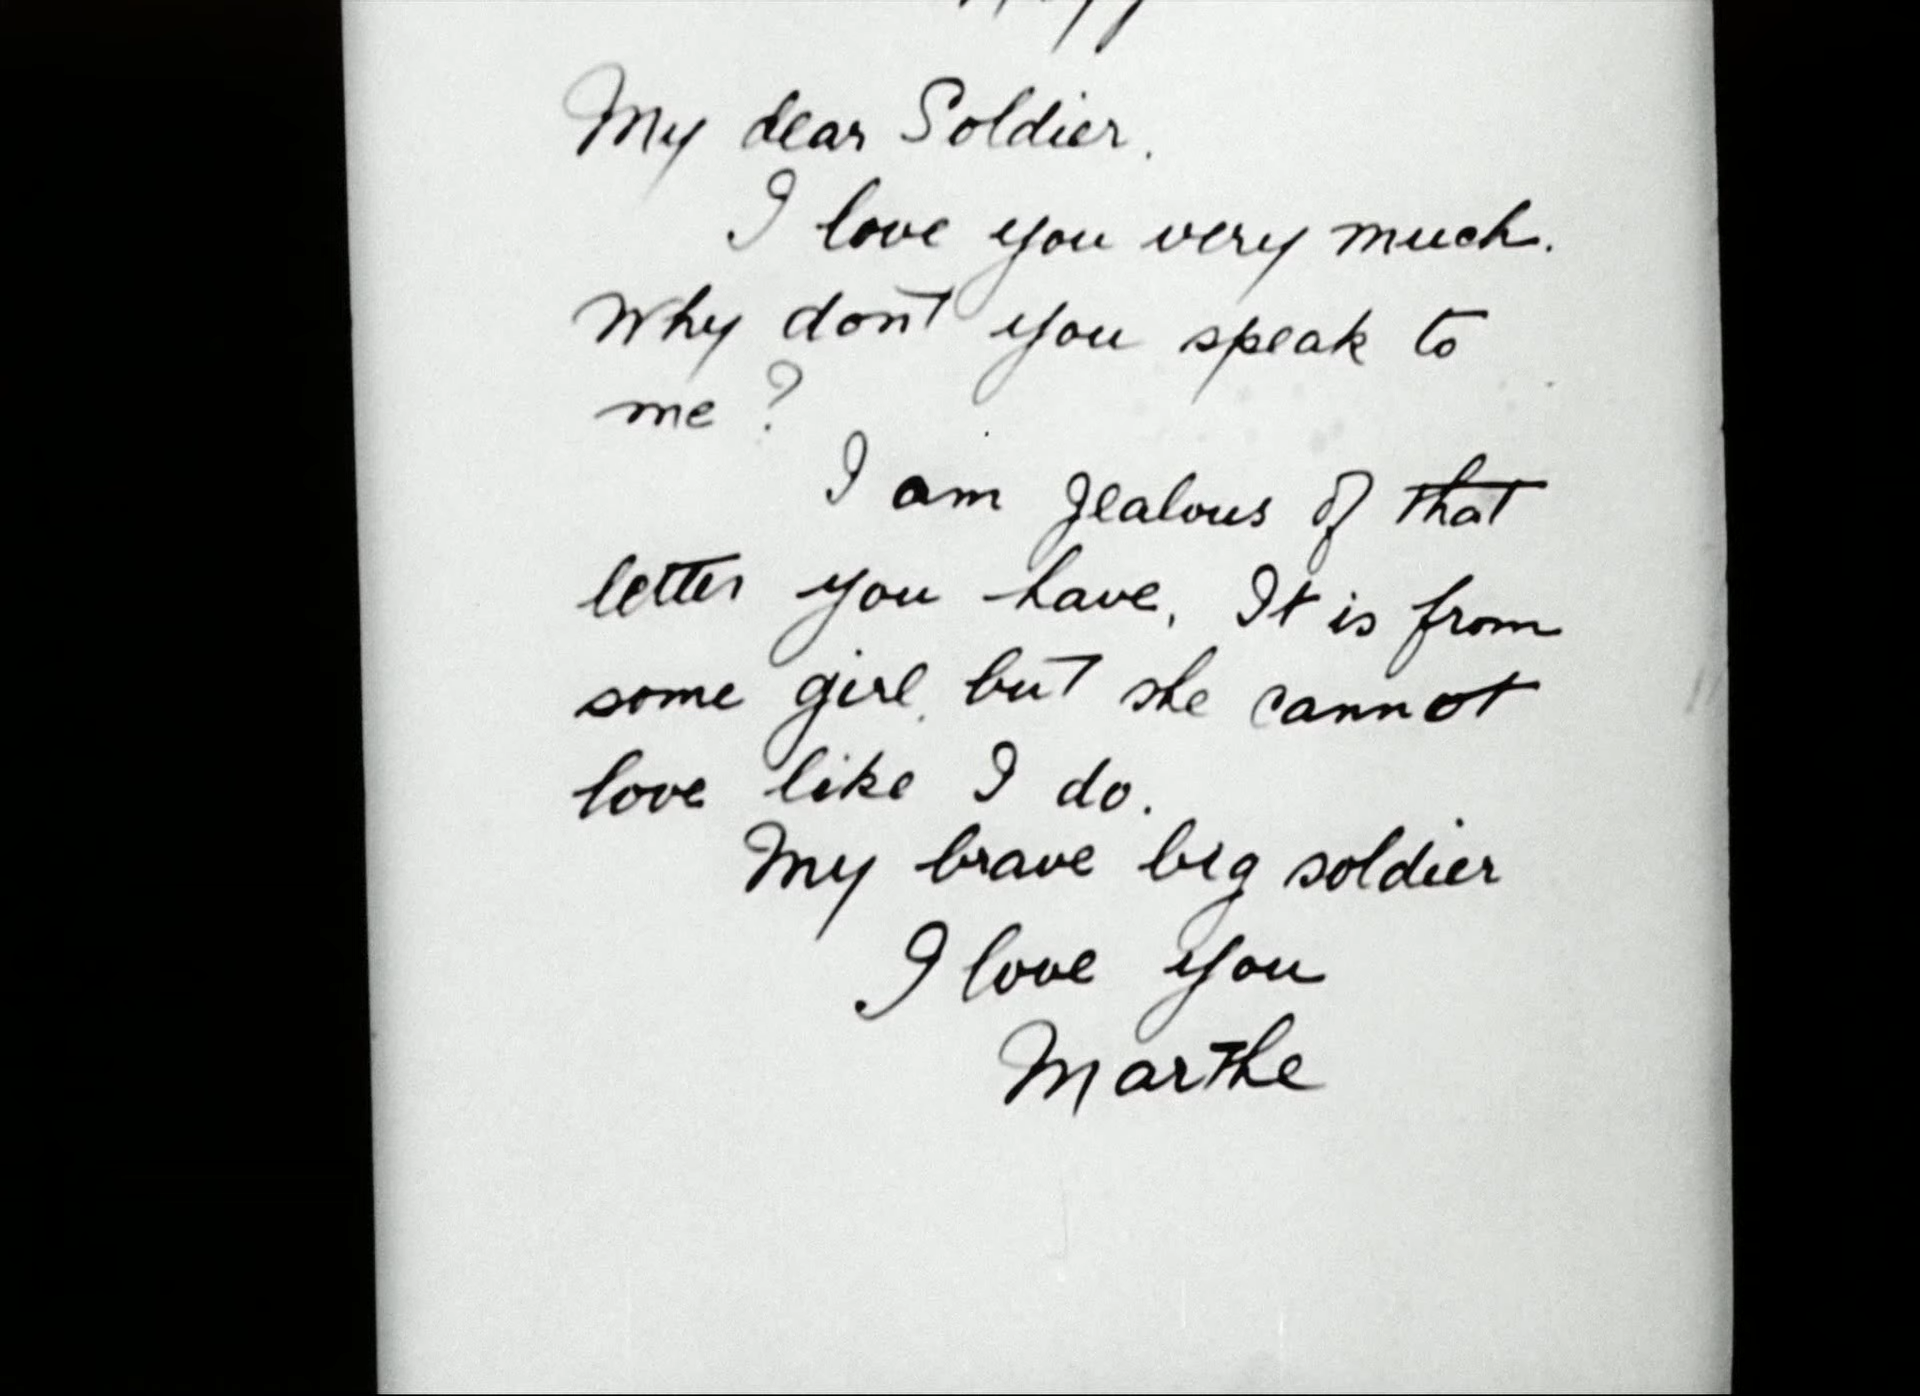 My dear Soldier.
I love you very much.
Why don't you speak to
me?
I am jealous of that
letter you have. It is from
some girl, but she cannot
love like I do.
My brave big soldier
I love you
Marthe